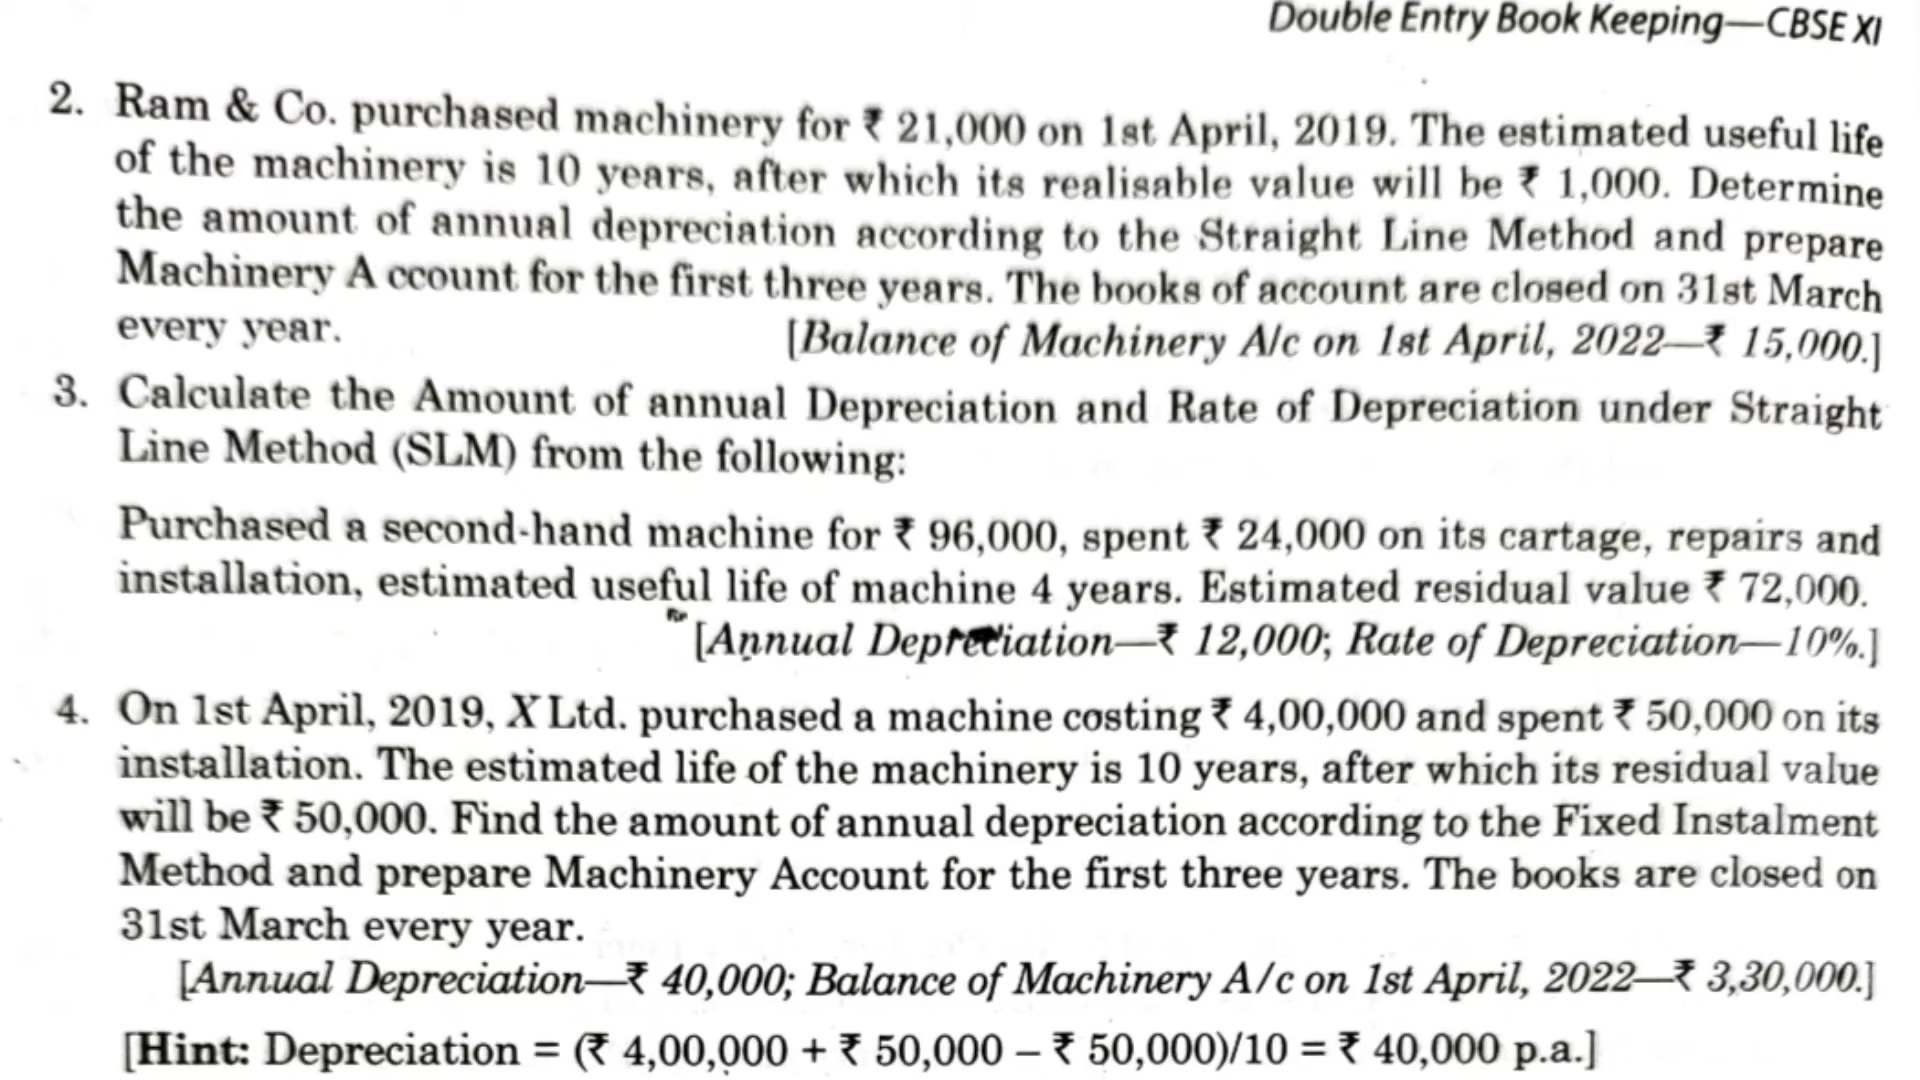 Double Entry Book Keeping—CBSE XI
2. Ram & Co. purchased machinery for ₹ 21,000 on 1st April, 2019. The estimated useful life
of the machinery is 10 years, after which its realisable value will be ₹ 1,000. Determine
the amount of annual depreciation according to the Straight Line Method and prepare
Machinery A ccount for the first three years. The books of account are closed on 31st March
every year. [Balance of Machinery A/c on 1st April, 2022—₹ 15,000.]
3. Calculate the Amount of annual Depreciation and Rate of Depreciation under Straight
Line Method (SLM) from the following:
Purchased a second-hand machine for ₹ 96,000, spent ₹ 24,000 on its cartage, repairs and
installation, estimated useful life of machine 4 years. Estimated residual value ₹ 72,000.
[Annual Depreciation—₹ 12,000; Rate of Depreciation—10%.]
4. On 1st April, 2019, X Ltd. purchased a machine costing ₹ 4,00,000 and spent ₹ 50,000 on its
installation. The estimated life of the machinery is 10 years, after which its residual value
will be ₹ 50,000. Find the amount of annual depreciation according to the Fixed Instalment
Method and prepare Machinery Account for the first three years. The books are closed on
31st March every year.
[Annual Depreciation—₹ 40,000; Balance of Machinery A/c on 1st April, 2022—₹ 3,30,000.]
[Hint: Depreciation = (₹ 4,00,000 + ₹ 50,000 – ₹ 50,000)/10 = ₹ 40,000 p.a.]